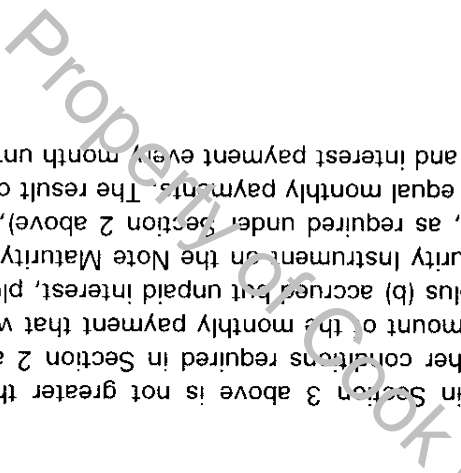 in Section 3 above is not greater th
her conditions required in Section 2 a
mount of the monthly payment that w
lus (b) accrued but unpaid interest, pl
urity Instrument on the Note Maturity
, as required under Section 2 above),
equal monthly payments. The result o
and interest payment every month un
Property of Cook